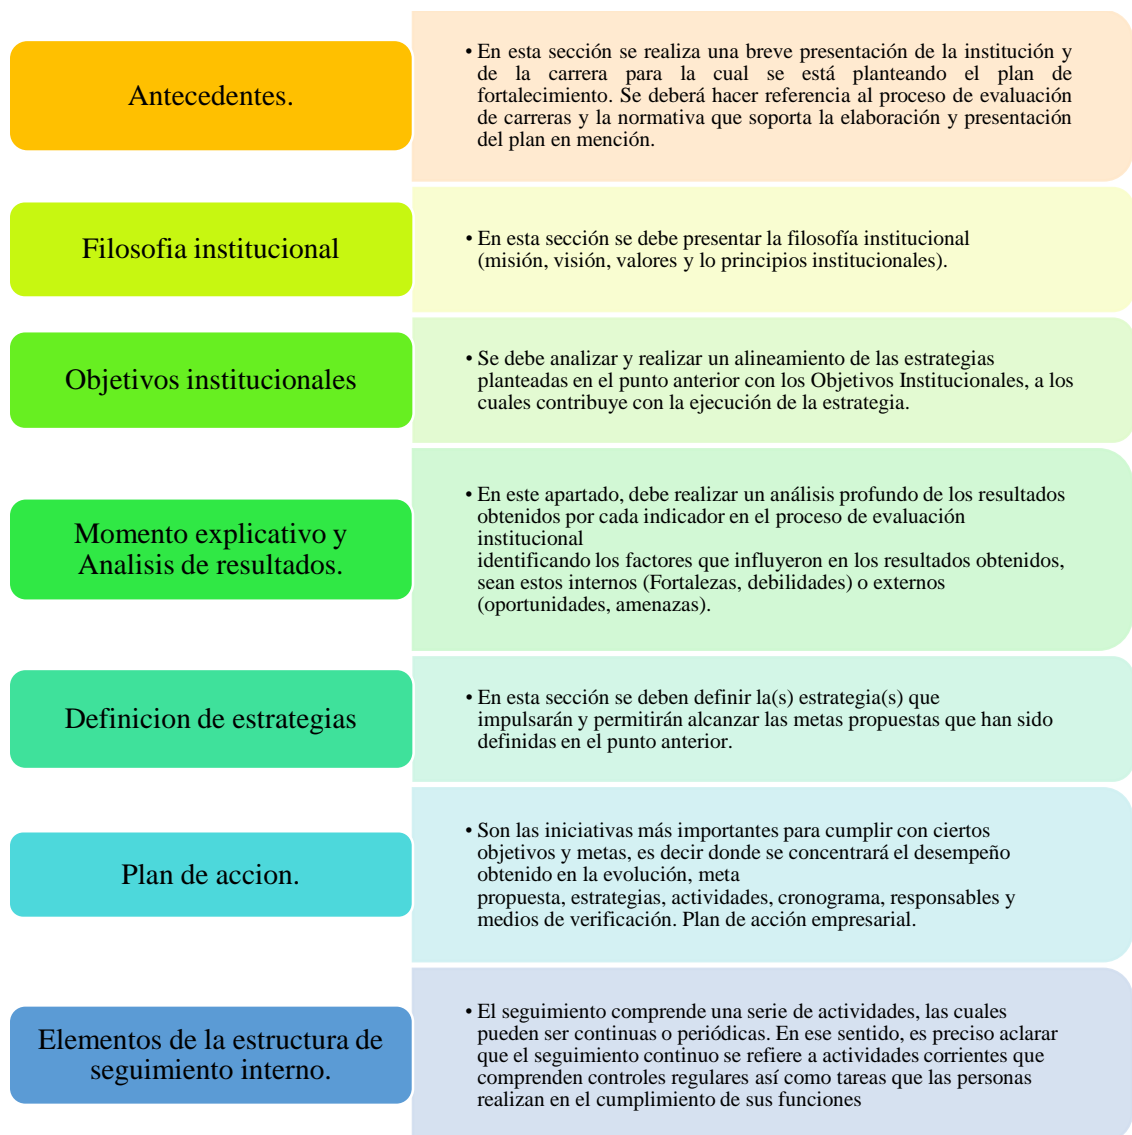 Antecedentes.
• En esta sección se realiza una breve presentación de la institución y
de la carrera para la cual se está planteando el plan de
fortalecimiento. Se deberá hacer referencia al proceso de evaluación
de carreras y la normativa que soporta la elaboración y presentación
del plan en mención.
Filosofia institucional
• En esta sección se debe presentar la filosofía institucional
(misión, visión, valores y lo principios institucionales).
Objetivos institucionales
• Se debe analizar y realizar un alineamiento de las estrategias
planteadas en el punto anterior con los Objetivos Institucionales, a los
cuales contribuye con la ejecución de la estrategia.
Momento explicativo y
Analisis de resultados.
• En este apartado, debe realizar un análisis profundo de los resultados
obtenidos por cada indicador en el proceso de evaluación
institucional
identificando los factores que influyeron en los resultados obtenidos,
sean estos internos (Fortalezas, debilidades) o externos
(oportunidades, amenazas).
Definicion de estrategias
• En esta sección se deben definir la(s) estrategia(s) que
impulsarán y permitirán alcanzar las metas propuestas que han sido
definidas en el punto anterior.
Plan de accion.
• Son las iniciativas más importantes para cumplir con ciertos
objetivos y metas, es decir donde se concentrará el desempeño
obtenido en la evolución, meta
propuesta, estrategias, actividades, cronograma, responsables y
medios de verificación. Plan de acción empresarial.
Elementos de la estructura de
seguimiento interno.
• El seguimiento comprende una serie de actividades, las cuales
pueden ser continuas o periódicas. En ese sentido, es preciso aclarar
que el seguimiento continuo se refiere a actividades corrientes que
comprenden controles regulares así como tareas que las personas
realizan en el cumplimiento de sus funciones